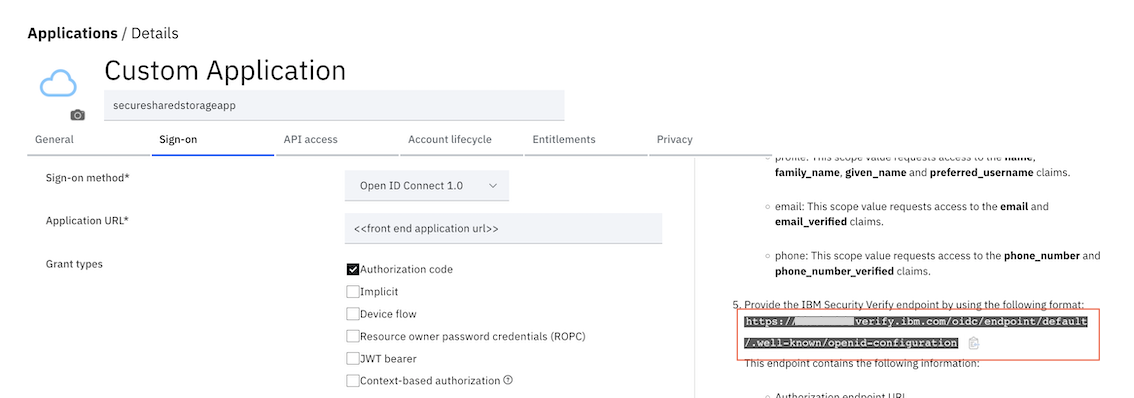 Applications / Details
Custom Application
securesharedstorageapp
General
Sign-on
API access
Account lifecycle
Entitlements
Privacy
Sign-on method*
Open ID Connect 1.0
Application URL*
<<front end application url>>
Grant types
Authorization code
Implicit
Device flow
Resource owner password credentials (ROPC)
JWT bearer
Context-based authorization
profile: This scope value requests access to the name,
family_name, given_name and preferred_username claims.
email: This scope value requests access to the email and
email_verified claims.
phone: This scope value requests access to the phone_number and
phone_number_verified claims.
5. Provide the IBM Security Verify endpoint by using the following format:
https:// verify.ibm.com/oidc/endpoint/default
/.well-known/openid-configuration
This endpoint contains the following information:
Authorization endpoint URL